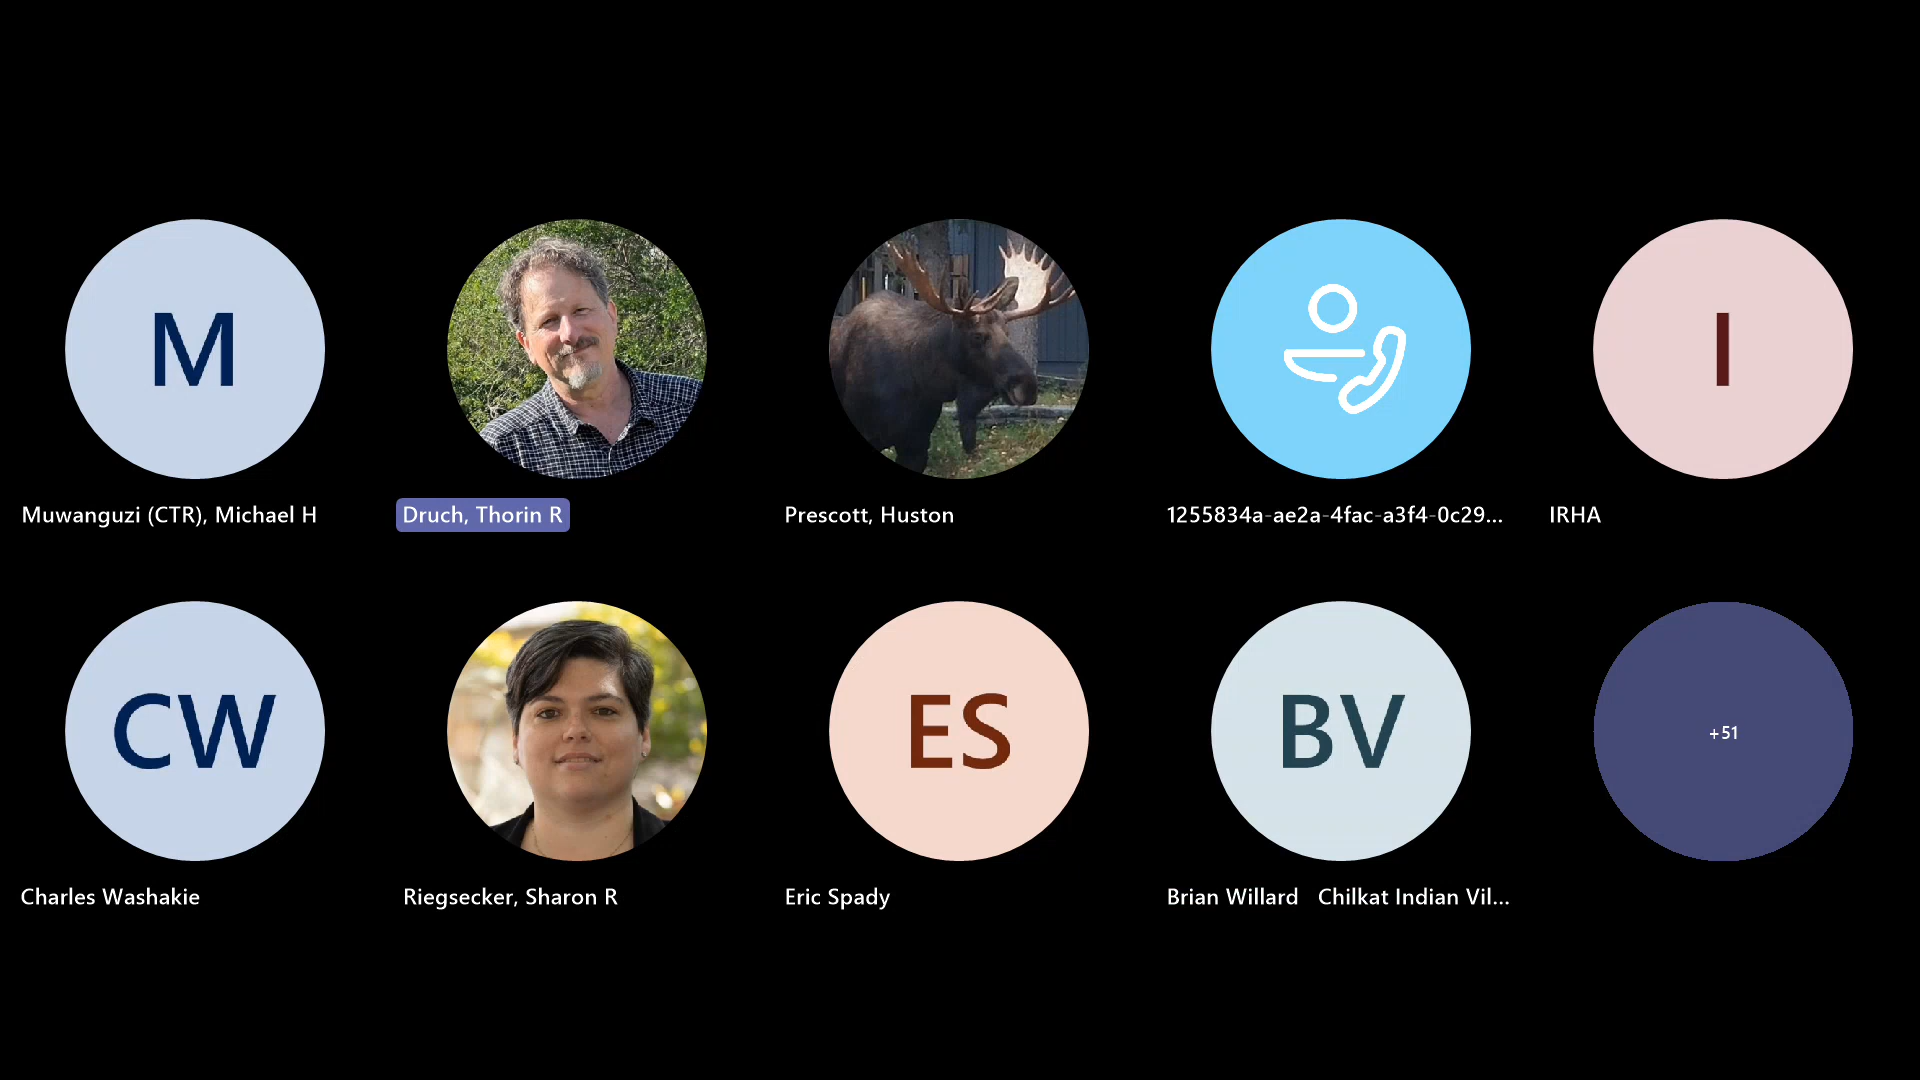 M
I
Muwanguzi (CTR), Michael H
Druch, Thorin R
Prescott, Huston
1255834a-ae2a-4fac-a3f4-0c29...
IRHA
CW
ES
BV
+51
Charles Washakie
Riegsecker, Sharon R
Eric Spady
Brian Willard   Chilkat Indian Vil...